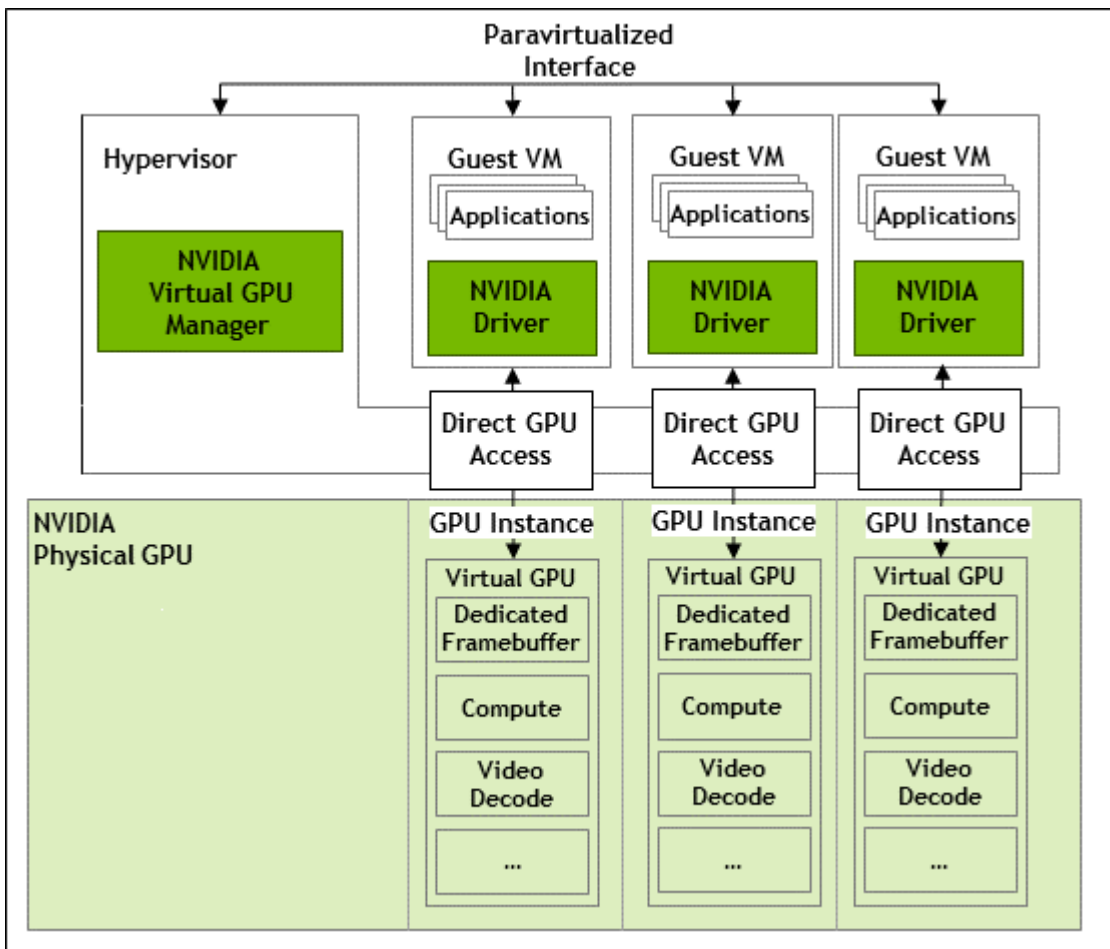 Paravirtualized
Interface
Hypervisor
NVIDIA
Virtual GPU
Manager
Guest VM
Applications
NVIDIA
Driver
Guest VM
Applications
NVIDIA
Driver
Guest VM
Applications
NVIDIA
Driver
Direct GPU
Access
Direct GPU
Access
Direct GPU
Access
NVIDIA
Physical GPU
GPU Instance
Virtual GPU
Dedicated
Framebuffer
Compute
Video
Decode
...
GPU Instance
Virtual GPU
Dedicated
Framebuffer
Compute
Video
Decode
...
GPU Instance
Virtual GPU
Dedicated
Framebuffer
Compute
Video
Decode
...